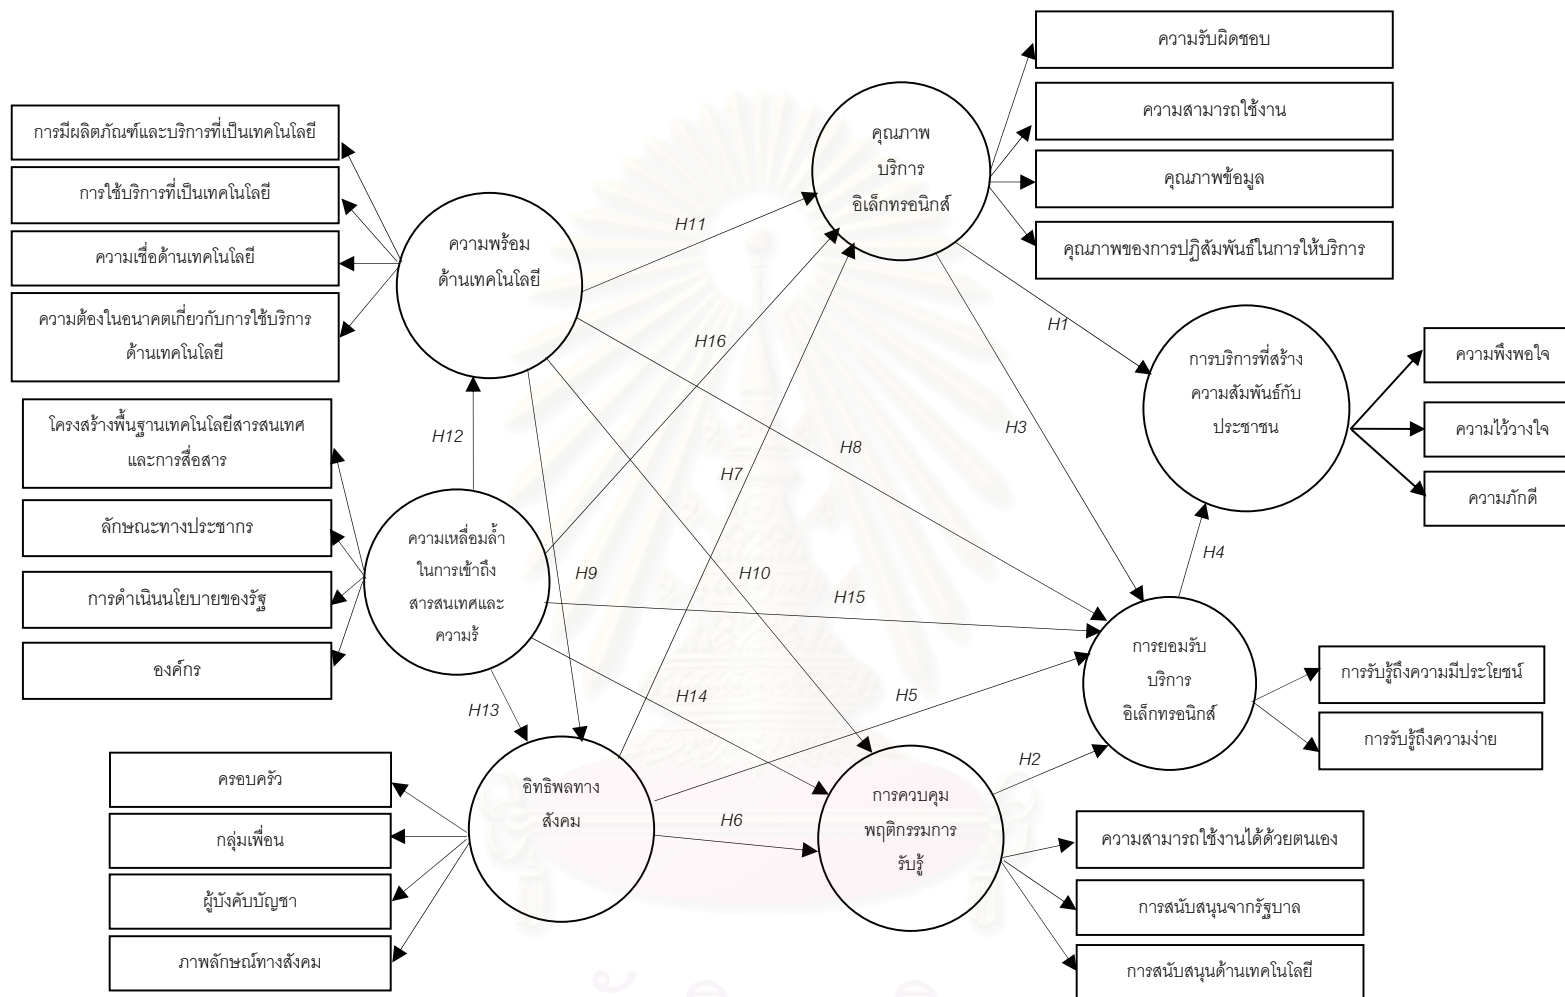 ความรับผิดชอบ
ความสามารถใช้งาน
คุณภาพข้อมูล
คุณภาพของการปฏิสัมพันธ์ในการให้บริการ
คุณภาพ
บริการ
อิเล็กทรอนิกส์
การมีผลิตภัณฑ์และบริการที่เป็นเทคโนโลยี
การใช้บริการที่เป็นเทคโนโลยี
ความเชื่อด้านเทคโนโลยี
ความต้องในอนาคตเกี่ยวกับการใช้บริการ
ด้านเทคโนโลยี
ความพร้อม
ด้านเทคโนโลยี
H11
H16
H1
การบริการที่สร้าง
ความสัมพันธ์กับ
ประชาชน
ความพึงพอใจ
ความไว้วางใจ
ความภักดี
โครงสร้างพื้นฐานเทคโนโลยีสารสนเทศ
และการสื่อสาร
ลักษณะทางประชากร
การดำเนินนโยบายของรัฐ
องค์กร
H12
H7
H8
H3
ความเหลื่อมล้ำ
ในการเข้าถึง
สารสนเทศและ
ความรู้
H9
H10
H15
H4
H13
H14
H5
การยอมรับ
บริการ
อิเล็กทรอนิกส์
การรับรู้ถึงความมีประโยชน์
การรับรู้ถึงความง่าย
ครอบครัว
กลุ่มเพื่อน
ผู้บังคับบัญชา
ภาพลักษณ์ทางสังคม
อิทธิพลทาง
สังคม
H6
H2
การควบคุม
พฤติกรรมการ
รับรู้
ความสามารถใช้งานได้ด้วยตนเอง
การสนับสนุนจากรัฐบาล
การสนับสนุนด้านเทคโนโลยี